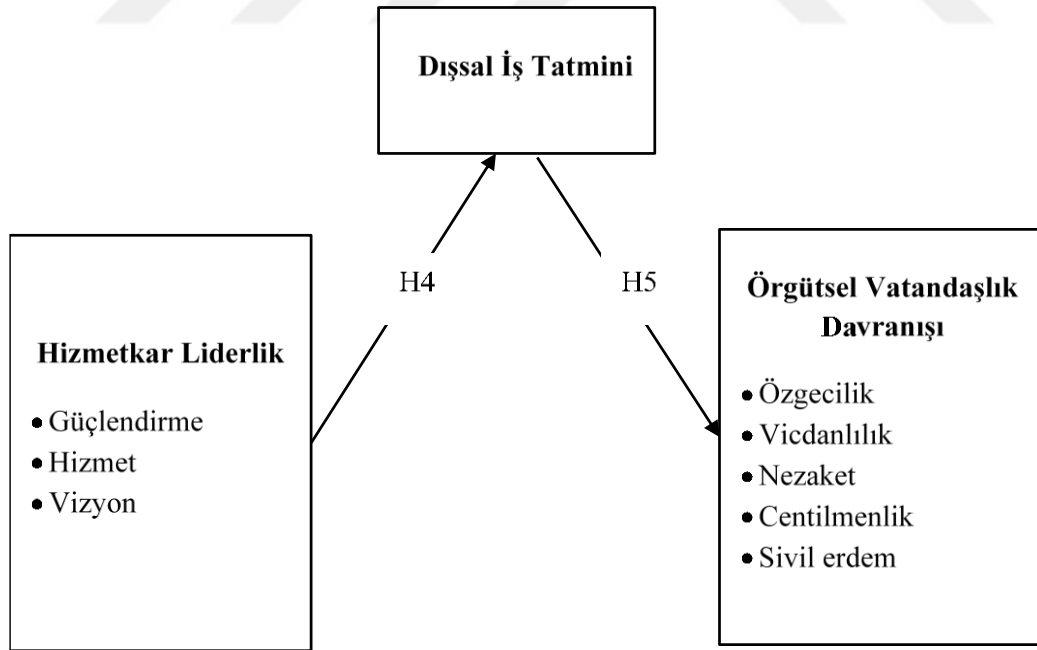 Dışsal İş Tatmini
H4
H5
Hizmetkar Liderlik
• Güçlendirme
• Hizmet
• Vizyon
Örgütsel Vatandaşlık
Davranışı
• Özgecilik
• Vicdanlılık
• Nezaket
• Centilmenlik
• Sivil erdem